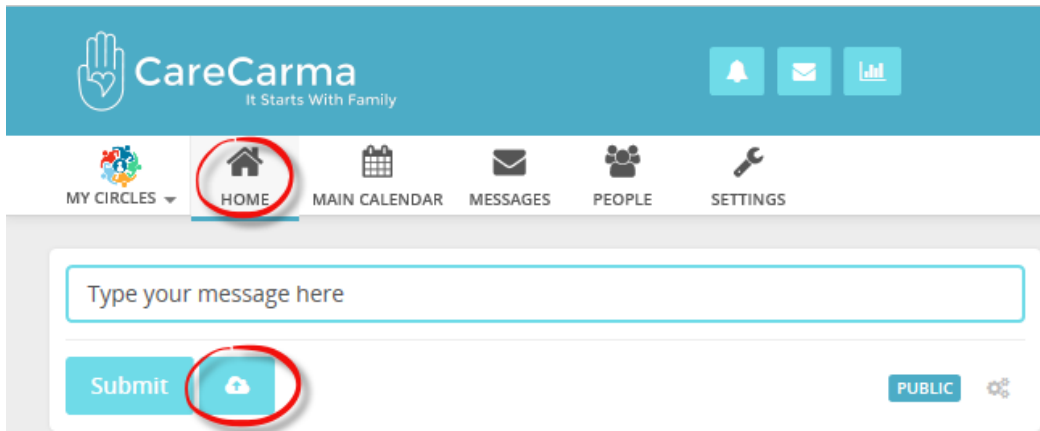 CareCarma
It Starts With Family
MY CIRCLES HOME MAIN CALENDAR MESSAGES PEOPLE SETTINGS
Type your message here
Submit PUBLIC